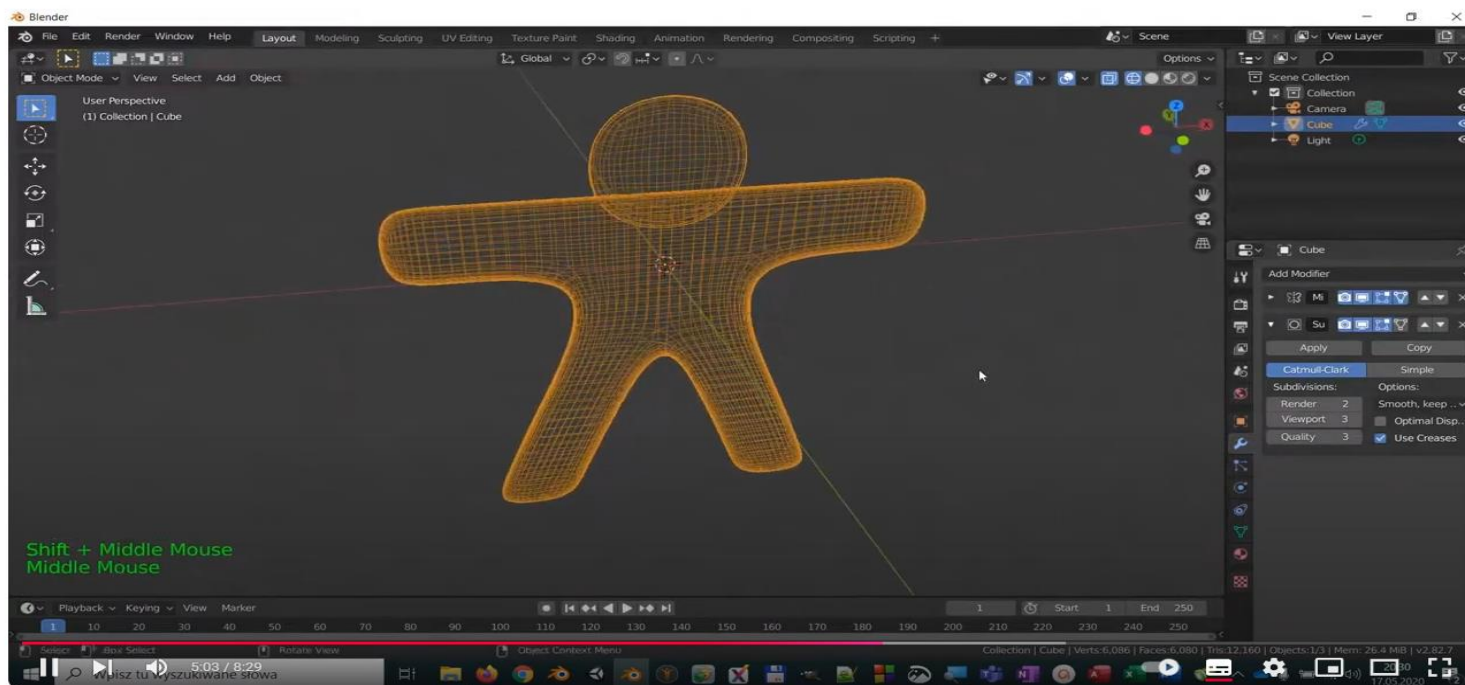 Blender
File Edit Render Window Help Layout Modeling Sculpting UV Editing Texture Paint Shading Animation Rendering Compositing Scripting + Scene View Layer
Global Options
Object Mode View Select Add Object
User Perspective
(1) Collection | Cube
Scene Collection
Collection
Camera
Cube
Light
Cube
Add Modifier
Mi
Su
Apply Copy
Catmull-Clark Simple
Subdivisions: Options:
Render 2 Smooth, keep ..
Viewport 3 Optimal Disp..
Quality 3 Use Creases
Z
Y
X
Shift + Middle Mouse
Middle Mouse
Playback Keying View Marker 1 Start 1 End 250
1 10 20 30 40 50 60 70 80 90 100 110 120 130 140 150 160 170 180 190 200 210 220 230 240 250
Select Box Select Rotate View Object Context Menu Collection | Cube | Verts:6,086 | Faces:6,080 | Tris:12,160 | Objects:1/3 | Mem: 26.4 MiB | v2.82.7
5:03 / 8:29
Wpisz tu wyszukiwane słowa
20:30
17.05.2020